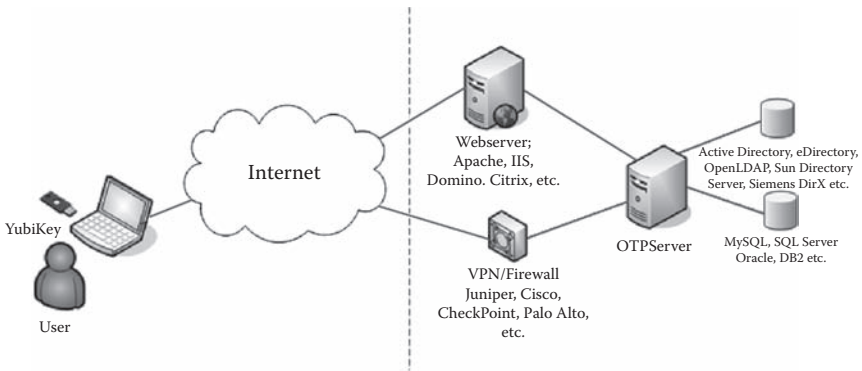 YubiKey
User
Internet
Webserver;
Apache, IIS,
Domino. Citrix, etc.
VPN/Firewall
Juniper, Cisco,
CheckPoint, Palo Alto,
etc.
OTPServer
Active Directory, eDirectory,
OpenLDAP, Sun Directory
Server, Siemens DirX etc.
MySQL, SQL Server
Oracle, DB2 etc.